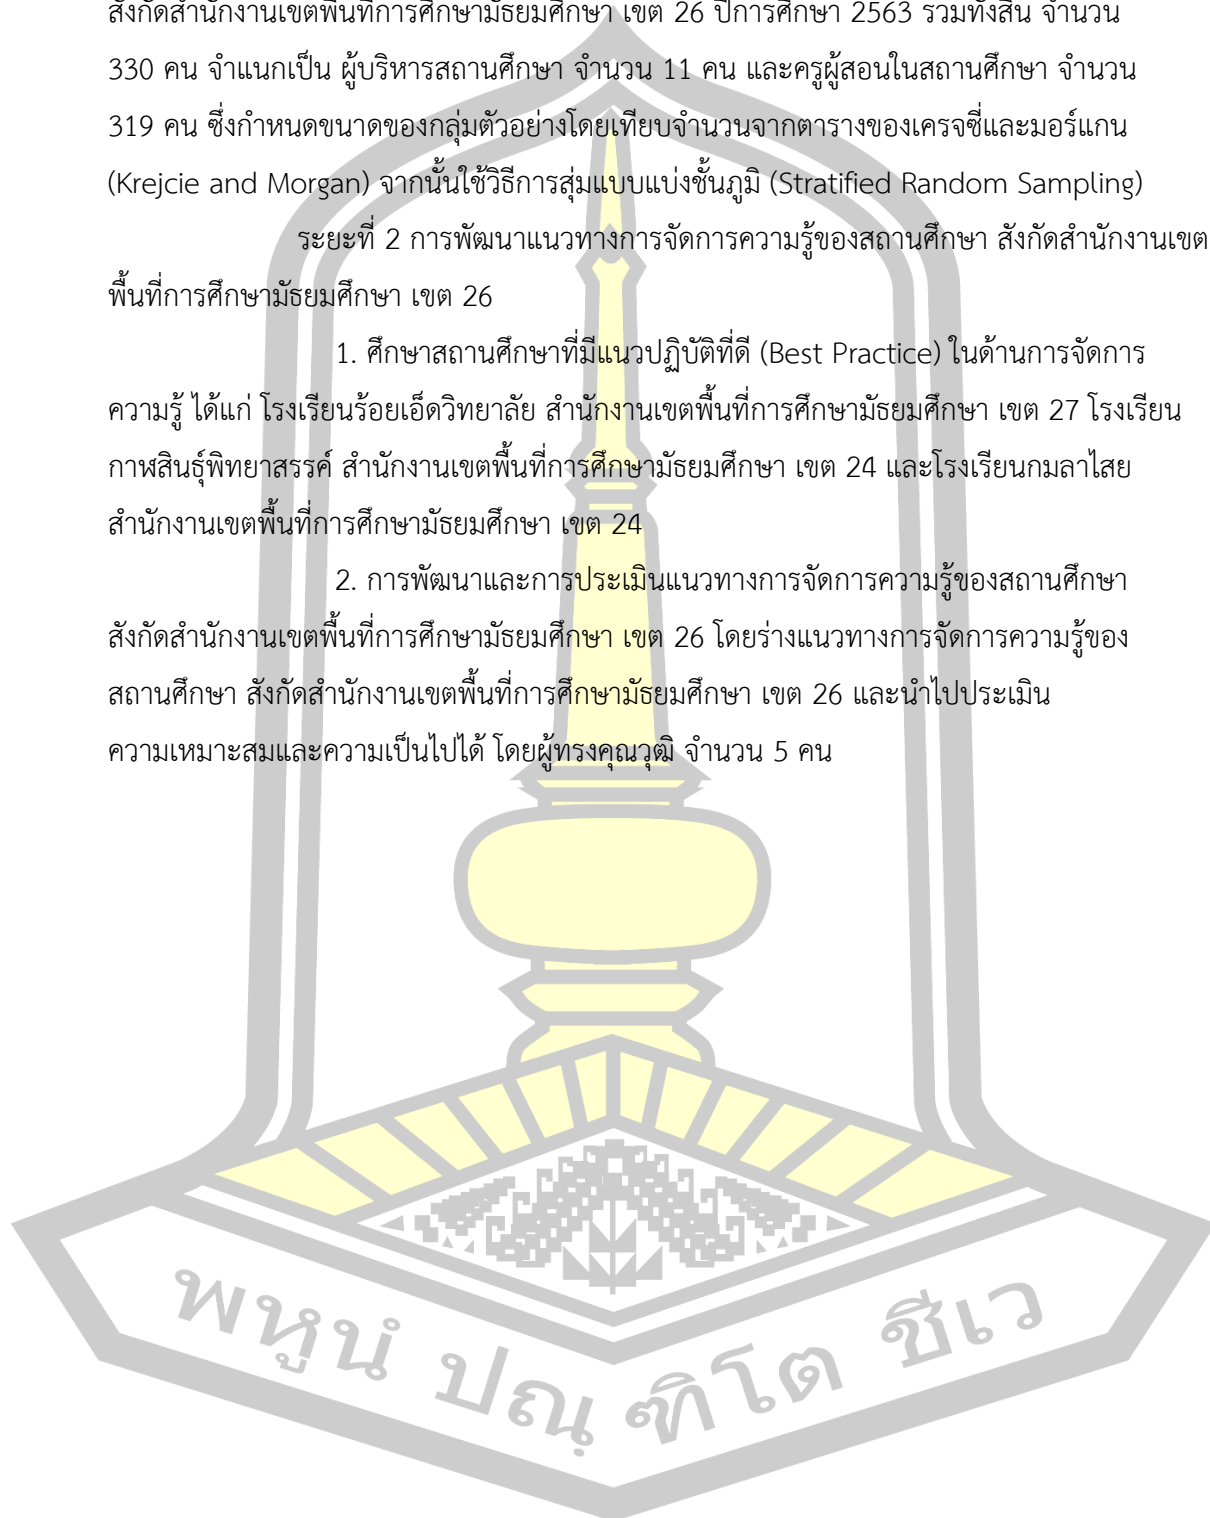 สังกัดสำนักงานเขตพื้นที่การศึกษามัธยมศึกษา เขต 26 ปีการศึกษา 2563 รวมทั้งสิ้น จำนวน
330 คน จำแนกเป็น ผู้บริหารสถานศึกษา จำนวน 11 คน และครูผู้สอนในสถานศึกษา จำนวน
319 คน ซึ่งกำหนดขนาดของกลุ่มตัวอย่างโดยเทียบจำนวนจากตารางของเครจซี่และมอร์แกน
(Krejcie and Morgan) จากนั้นใช้วิธีการสุ่มแบบแบ่งชั้นภูมิ (Stratified Random Sampling)
ระยะที่ 2 การพัฒนาแนวทางการจัดการความรู้ของสถานศึกษา สังกัดสำนักงานเขต
พื้นที่การศึกษามัธยมศึกษา เขต 26
1. ศึกษาสถานศึกษาที่มีแนวปฏิบัติที่ดี (Best Practice) ในด้านการจัดการ
ความรู้ ได้แก่ โรงเรียนร้อยเอ็ดวิทยาลัย สำนักงานเขตพื้นที่การศึกษามัธยมศึกษา เขต 27 โรงเรียน
กาฬสินธุ์พิทยาสรรค์ สำนักงานเขตพื้นที่การศึกษามัธยมศึกษา เขต 24 และโรงเรียนกมลาไสย
สำนักงานเขตพื้นที่การศึกษามัธยมศึกษา เขต 24
2. การพัฒนาและการประเมินแนวทางการจัดการความรู้ของสถานศึกษา
สังกัดสำนักงานเขตพื้นที่การศึกษามัธยมศึกษา เขต 26 โดยร่างแนวทางการจัดการความรู้ของ
สถานศึกษา สังกัดสำนักงานเขตพื้นที่การศึกษามัธยมศึกษา เขต 26 และนำไปประเมิน
ความเหมาะสมและความเป็นไปได้ โดยผู้ทรงคุณวุฒิ จำนวน 5 คน
พหูนํ ปณฺฑิโต ชีเว